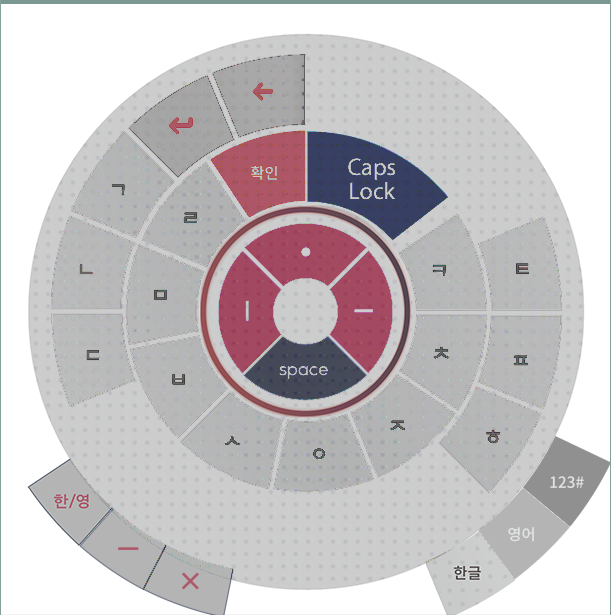 ←
↵
확인
Caps
Lock
ㄱ
ㄹ
ㄴ
ㅁ
ㄷ
ㅂ
ㅅ
ㅇ
ㅈ
ㅊ
ㅋ
ㅌ
ㅍ
ㅎ
ㆍ
ㅣ
ㅡ
space
한/영
—
×
123#
영어
한글